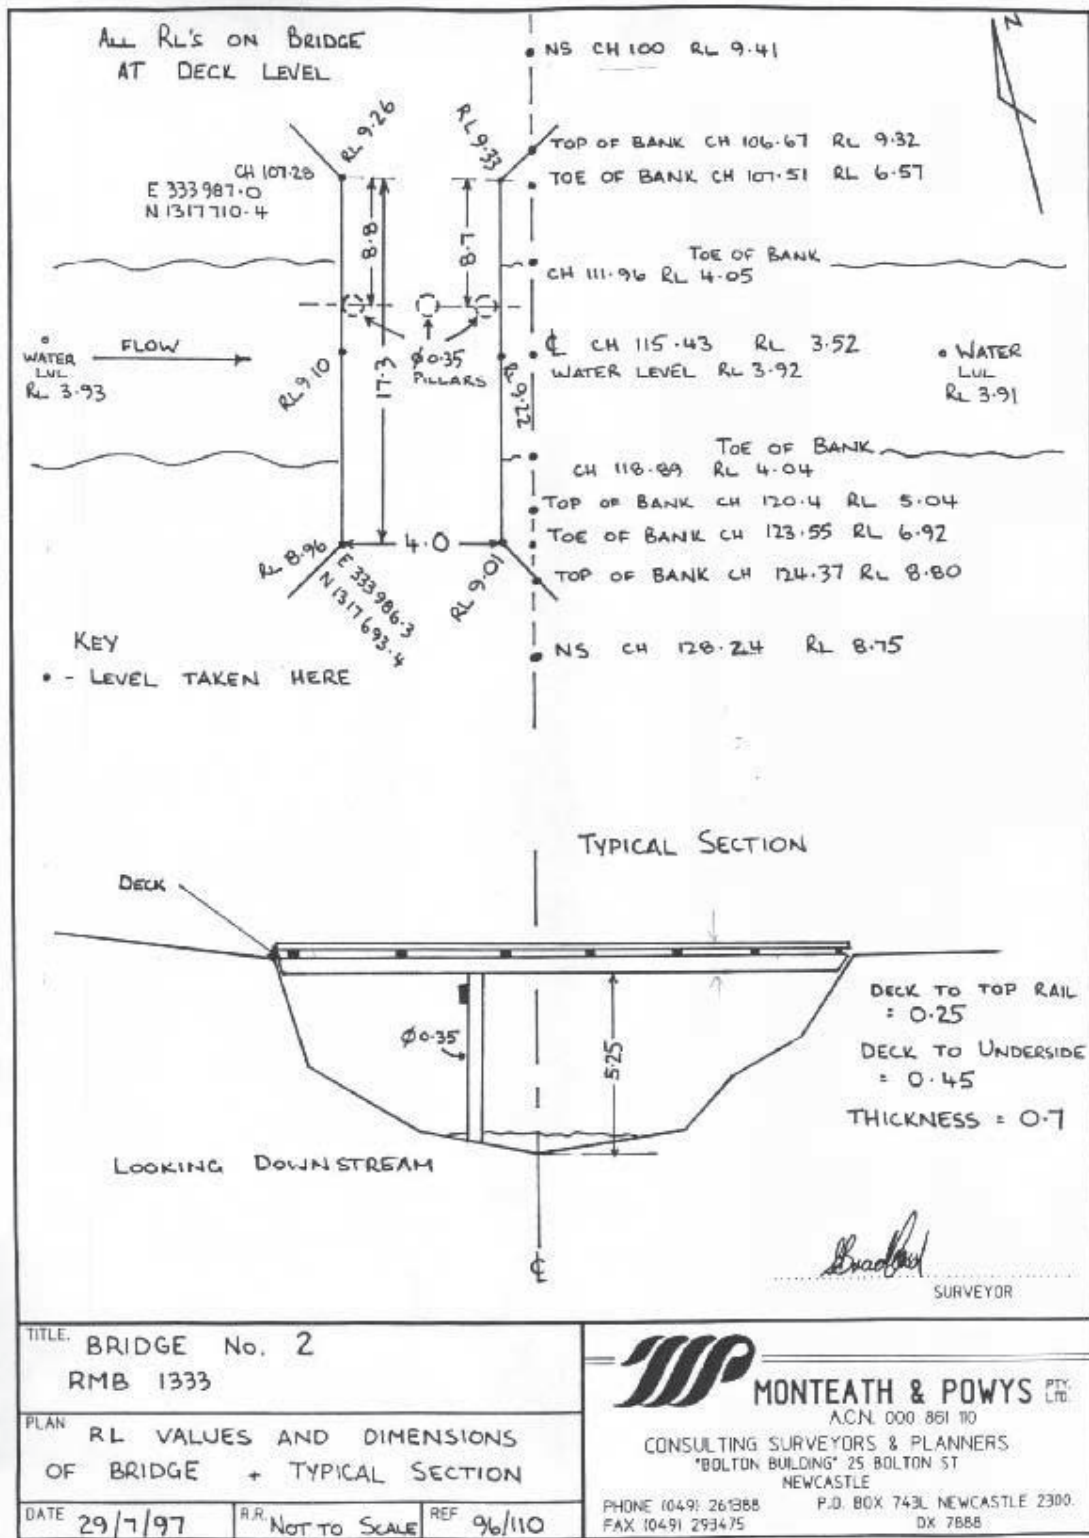 ALL RL'S ON BRIDGE
AT DECK LEVEL
N
NS CH 100 RL 9.41
RL 9.26
RL 9.33
TOP OF BANK CH 106.67 RL 9.32
TOE OF BANK CH 107.51 RL 6.57
CH 107.28
E 333987.0
N 1317710.4
8.8
8.7
17.3
TOE OF BANK
CH 111.96 RL 4.05
WATER
LUL
RL 3.93
FLOW
RL 9.10
Ø 0.35
PILLARS
RL 9.22
℄ CH 115.43 RL 3.52
WATER LEVEL RL 3.92
WATER
LUL
RL 3.91
TOE OF BANK
CH 118.89 RL 4.04
TOP OF BANK CH 120.4 RL 5.04
TOE OF BANK CH 123.55 RL 6.92
TOP OF BANK CH 124.37 RL 8.80
RL 8.96
4.0
RL 9.01
E 333986.3
N 1317693.4
NS CH 128.24 RL 8.75
KEY
• - LEVEL TAKEN HERE
TYPICAL SECTION
DECK
Ø 0.35
5.25
DECK TO TOP RAIL
= 0.25
DECK TO UNDERSIDE
= 0.45
THICKNESS = 0.7
LOOKING DOWNSTREAM
℄
SURVEYOR
TITLE. BRIDGE No. 2
RMB 1333
PLAN RL VALUES AND DIMENSIONS
OF BRIDGE + TYPICAL SECTION
DATE 29/7/97 R.R. NOT TO SCALE REF 96/110
MONTEATH & POWYS PTY. LTD.
A.C.N. 000 861 110
CONSULTING SURVEYORS & PLANNERS
"BOLTON BUILDING" 25 BOLTON ST
NEWCASTLE
PHONE (049) 261388 P.O. BOX 743L NEWCASTLE 2300.
FAX (049) 293475 DX 7888